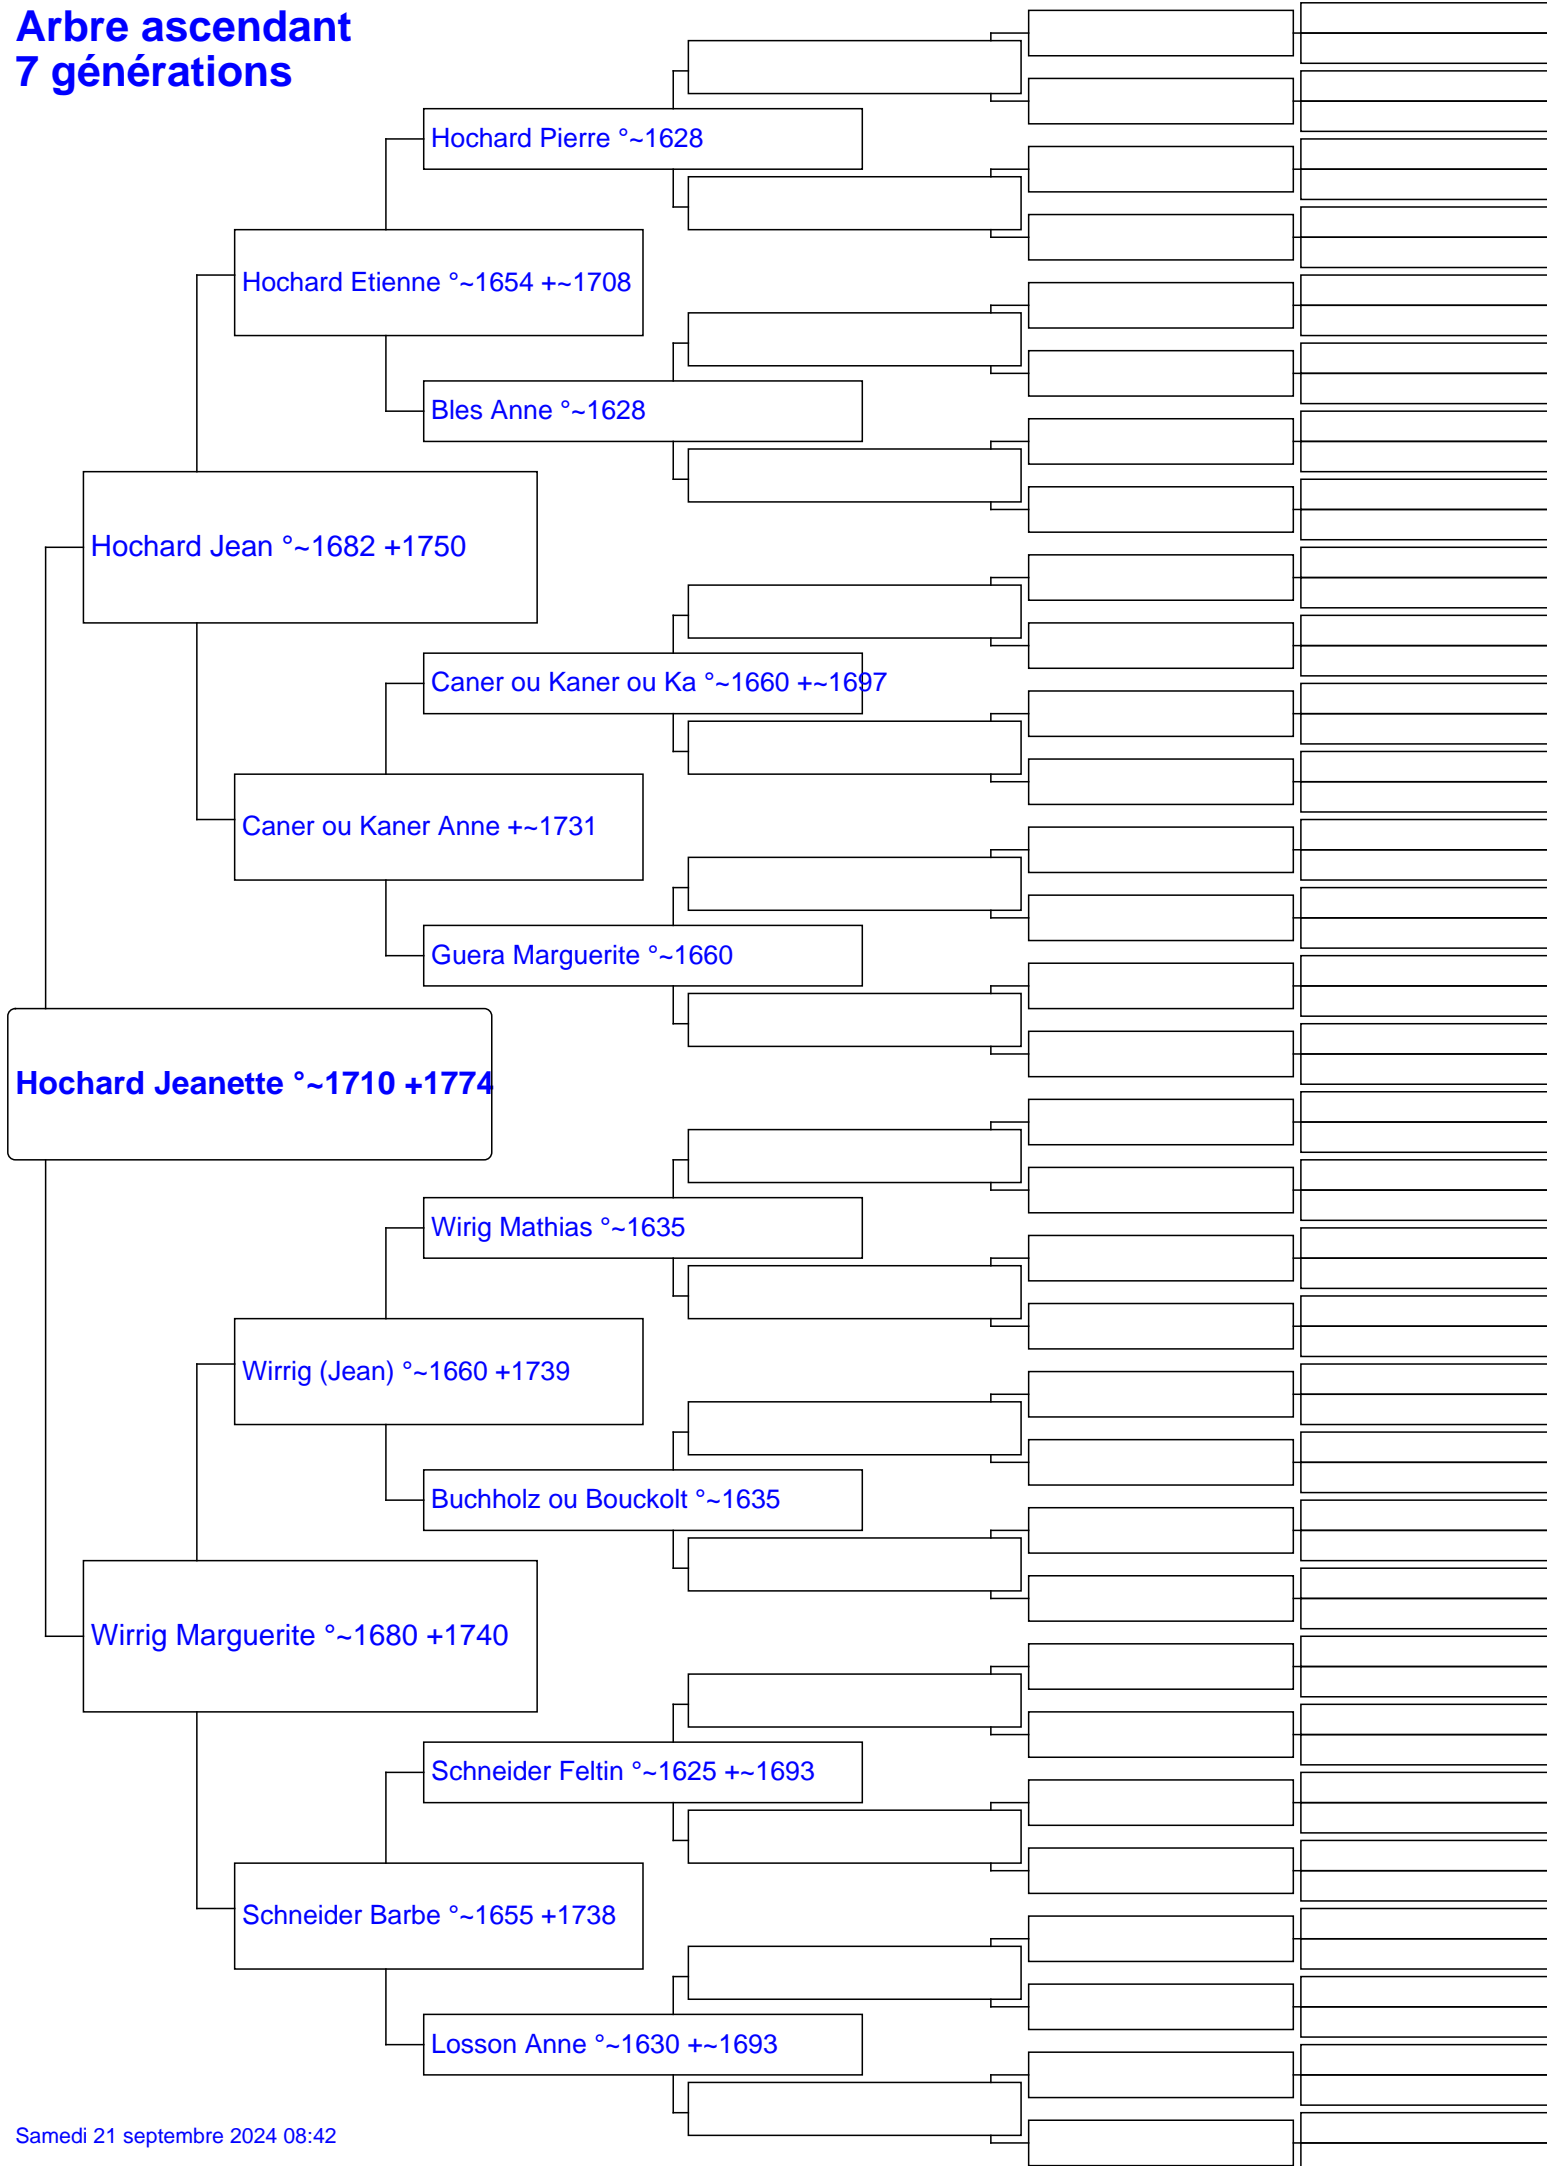 Arbre ascendant
7 générations
Hochard Pierre °~1628
Hochard Etienne °~1654 +~1708
Bles Anne °~1628
Hochard Jean °~1682 +1750
Caner ou Kaner ou Ka °~1660 +~1697
Caner ou Kaner Anne +~1731
Guera Marguerite °~1660
Hochard Jeanette °~1710 +1774
Wirig Mathias °~1635
Wirrig (Jean) °~1660 +1739
Buchholz ou Bouckolt °~1635
Wirrig Marguerite °~1680 +1740
Schneider Feltin °~1625 +~1693
Schneider Barbe °~1655 +1738
Losson Anne °~1630 +~1693
Samedi 21 septembre 2024 08:42